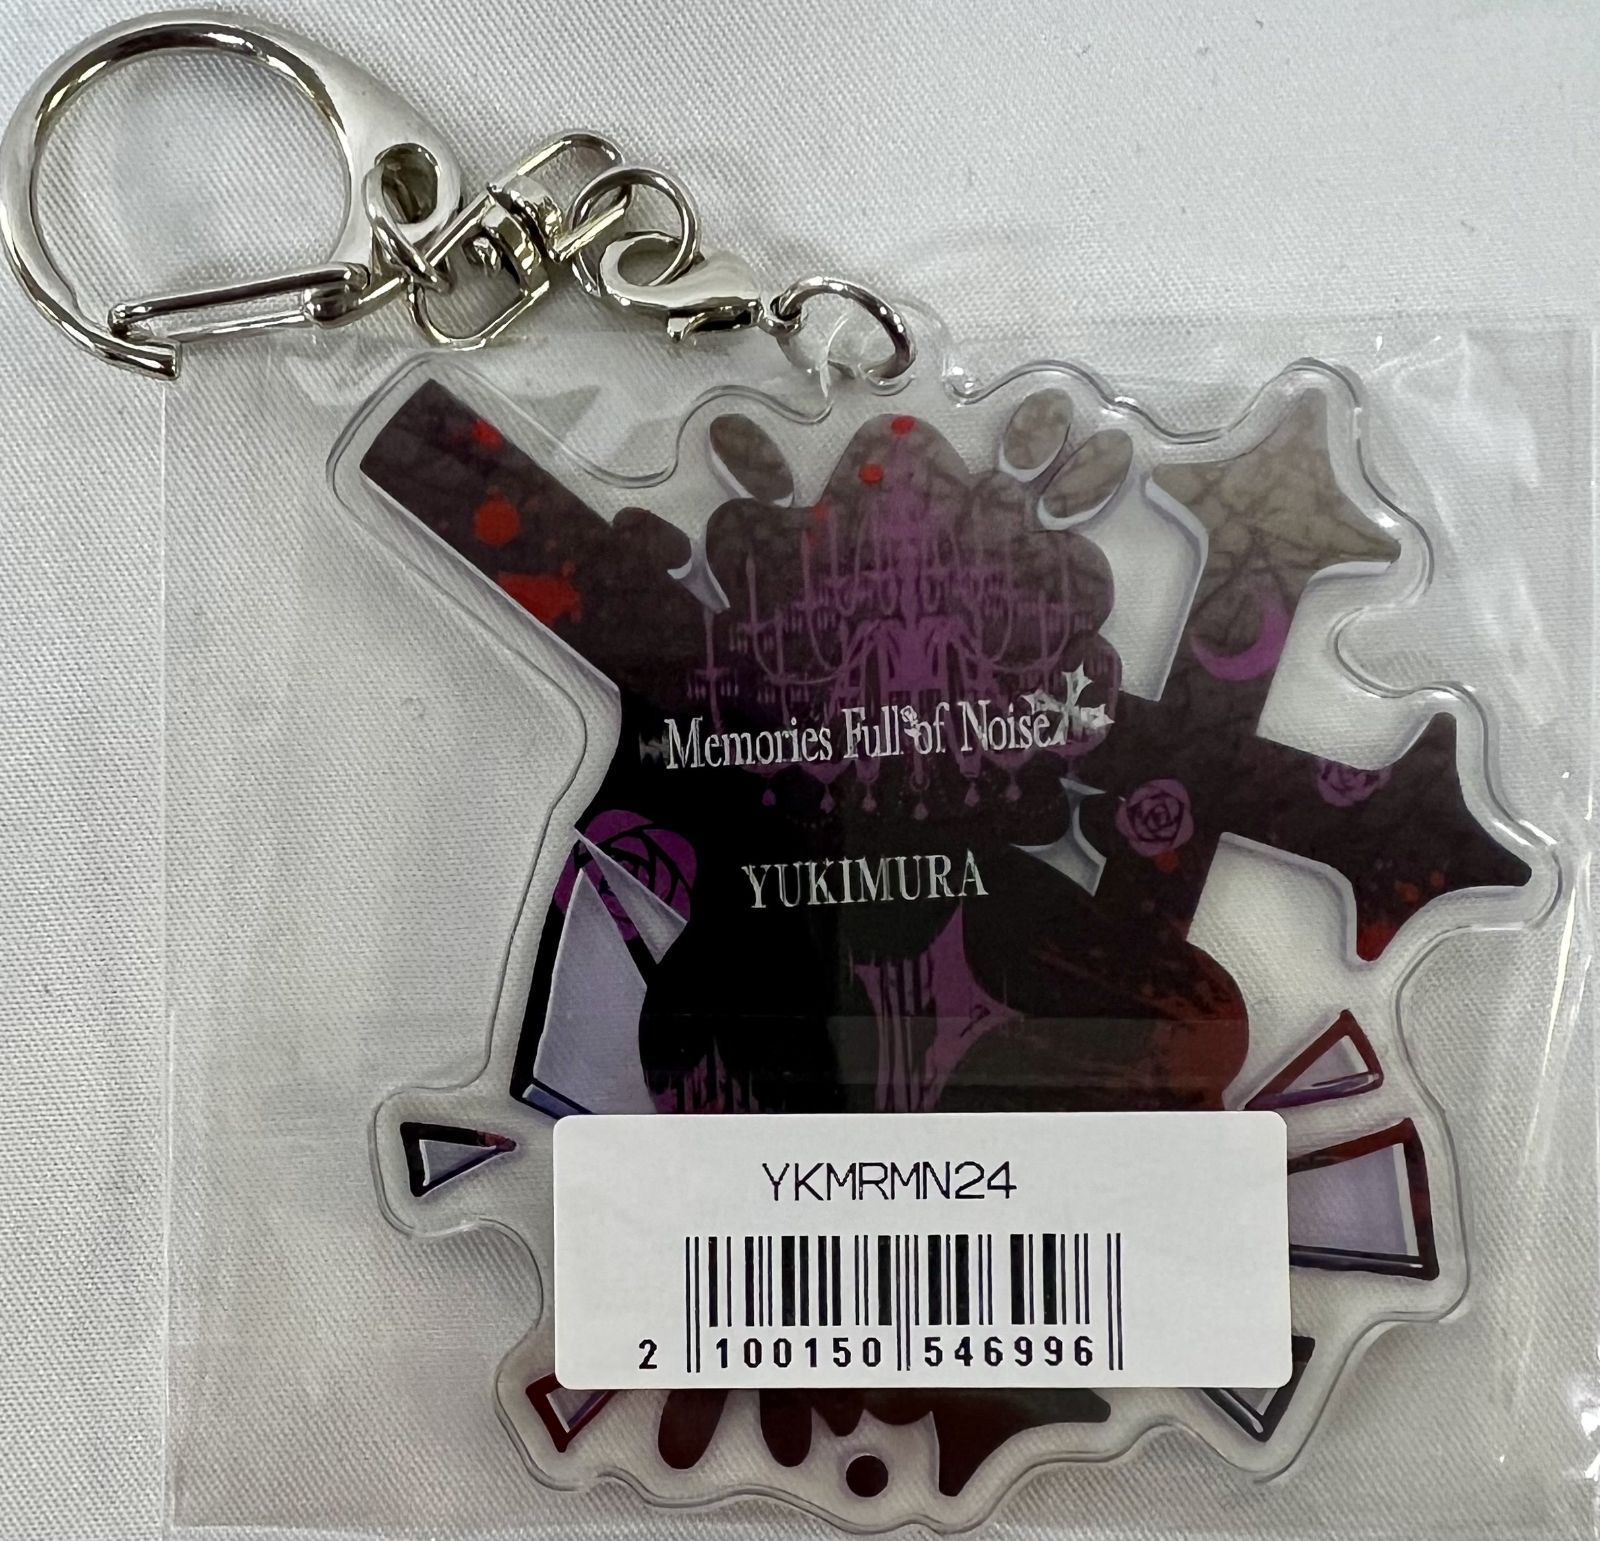 Memories Full of Noise
YUKIMURA
YKMRMN24
2 100150 546996